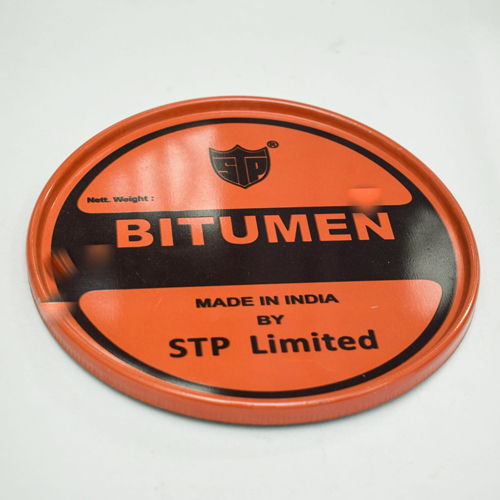 STP®
Nett. Weight :
BITUMEN
MADE IN INDIA
BY
STP Limited